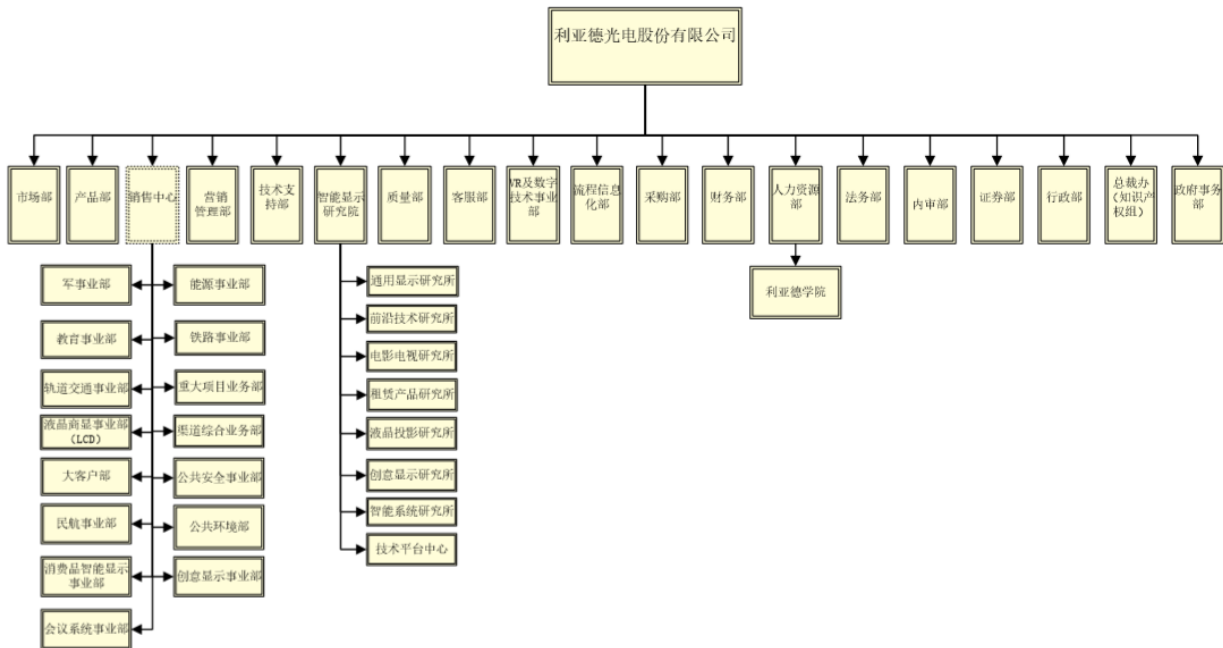 利亚德光电股份有限公司
市场部
产品部
销售中心
营销
管理部
技术支
持部
智能显示
研究院
质量部
客服部
VR及数字
技术事业
部
流程信息
化部
采购部
财务部
人力资源
部
法务部
内审部
证券部
行政部
总裁办
（知识产
权组）
政府事务
部
军事业部
能源事业部
教育事业部
铁路事业部
轨道交通事业部
重大项目业务部
液晶商显事业部
（LCD）
渠道综合业务部
大客户部
公共安全事业部
民航事业部
公共环境部
消费品智能显示
事业部
创意显示事业部
会议系统事业部
通用显示研究所
前沿技术研究所
电影电视研究所
租赁产品研究所
液晶投影研究所
创意显示研究所
智能系统研究所
技术平台中心
利亚德学院